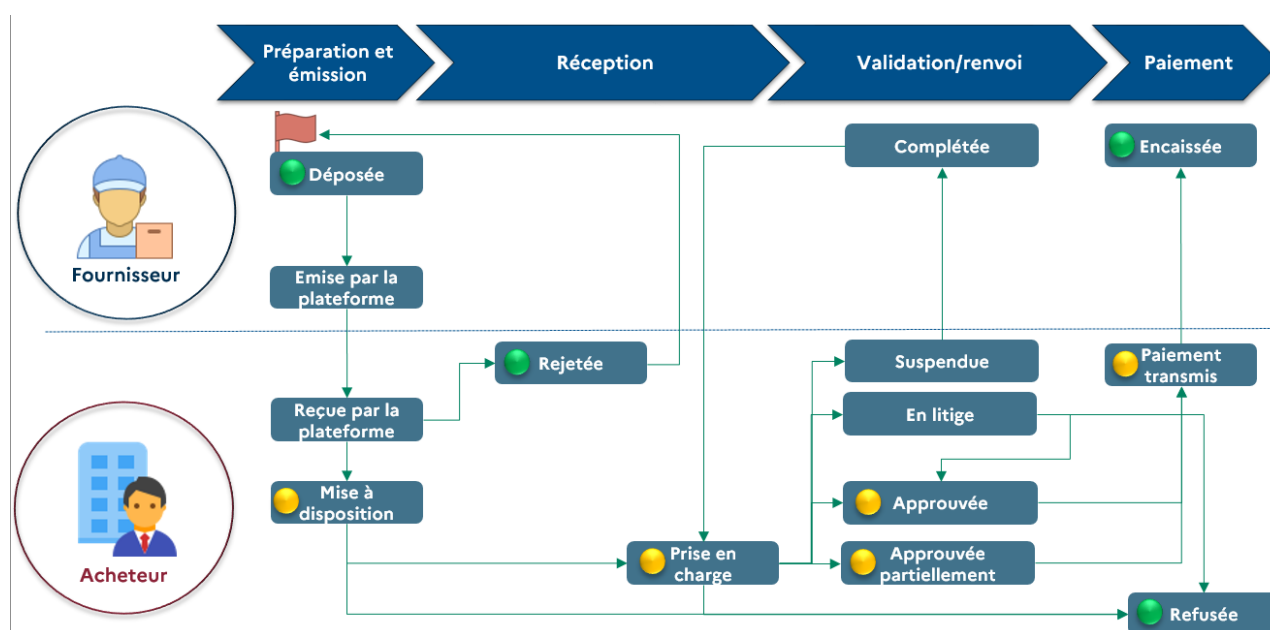 Préparation et
émission
Réception
Validation/renvoi
Paiement
Déposée
Complétée
Encaissée
Fournisseur
Emise par la
plateforme
Rejetée
Suspendue
Paiement
transmis
Reçue par la
plateforme
En litige
Mise à
disposition
Approuvée
Acheteur
Prise en
charge
Approuvée
partiellement
Refusée